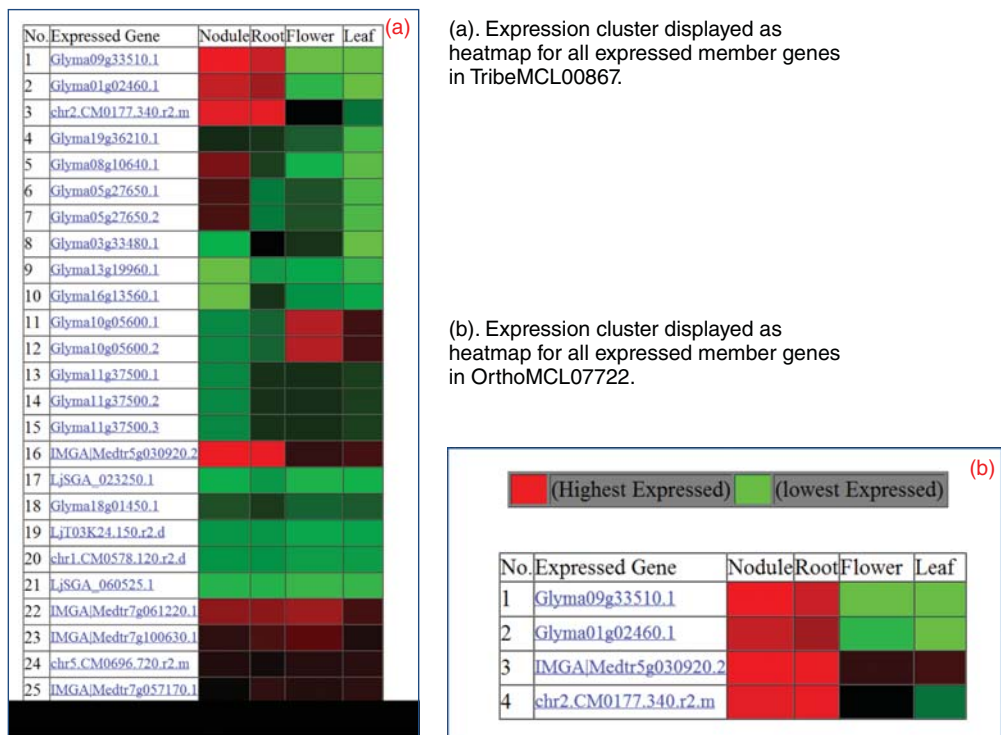 (a)
No. Expressed Gene Nodule Root Flower Leaf
1 Glyma09g33510.1
2 Glyma01g02460.1
3 chr2.CM0177.340.r2.m
4 Glyma19g36210.1
5 Glyma08g10640.1
6 Glyma05g27650.1
7 Glyma05g27650.2
8 Glyma03g33480.1
9 Glyma13g19960.1
10 Glyma16g13560.1
11 Glyma10g05600.1
12 Glyma10g05600.2
13 Glyma11g37500.1
14 Glyma11g37500.2
15 Glyma11g37500.3
16 IMGA|Medtr5g030920.2
17 LjSGA_023250.1
18 Glyma18g01450.1
19 LjT03K24.150.r2.d
20 chr1.CM0578.120.r2.d
21 LjSGA_060525.1
22 IMGA|Medtr7g061220.1
23 IMGA|Medtr7g100630.1
24 chr5.CM0696.720.r2.m
25 IMGA|Medtr7g057170.1
(a). Expression cluster displayed as
heatmap for all expressed member genes
in TribeMCL00867.
(b). Expression cluster displayed as
heatmap for all expressed member genes
in OrthoMCL07722.
(b)
(Highest Expressed) (lowest Expressed)
No. Expressed Gene Nodule Root Flower Leaf
1 Glyma09g33510.1
2 Glyma01g02460.1
3 IMGA|Medtr5g030920.2
4 chr2.CM0177.340.r2.m